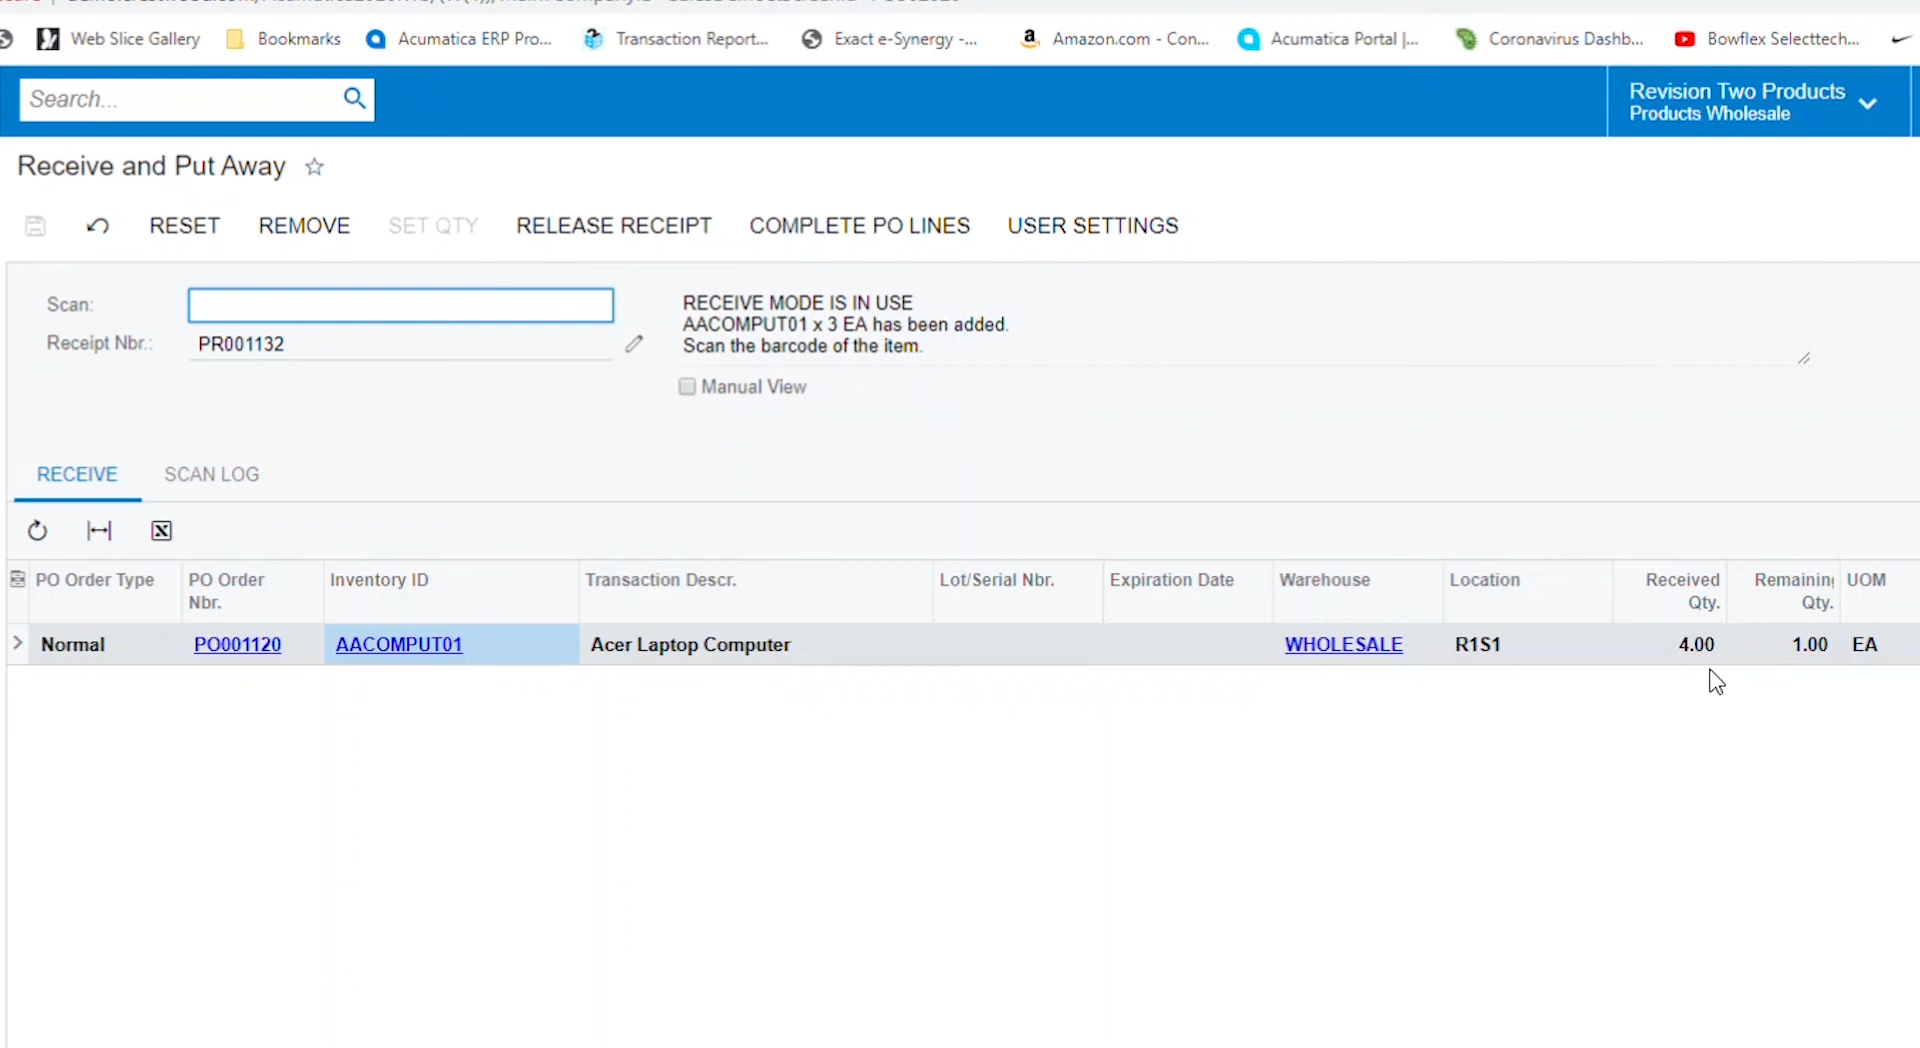 Web Slice Gallery Bookmarks Acumatica ERP Pro... Transaction Report... Exact e-Synergy -... Amazon.com - Con... Acumatica Portal |... Coronavirus Dashb... Bowflex Selecttech...
Search...
Revision Two Products
Products Wholesale
Receive and Put Away
RESET REMOVE SET QTY RELEASE RECEIPT COMPLETE PO LINES USER SETTINGS
Scan:
Receipt Nbr.: PR001132
RECEIVE MODE IS IN USE
AACOMPUT01 x 3 EA has been added.
Scan the barcode of the item.
Manual View
RECEIVE SCAN LOG
PO Order Type PO Order Nbr. Inventory ID Transaction Descr. Lot/Serial Nbr. Expiration Date Warehouse Location Received Qty. Remaining Qty. UOM
Normal PO001120 AACOMPUT01 Acer Laptop Computer WHOLESALE R1S1 4.00 1.00 EA